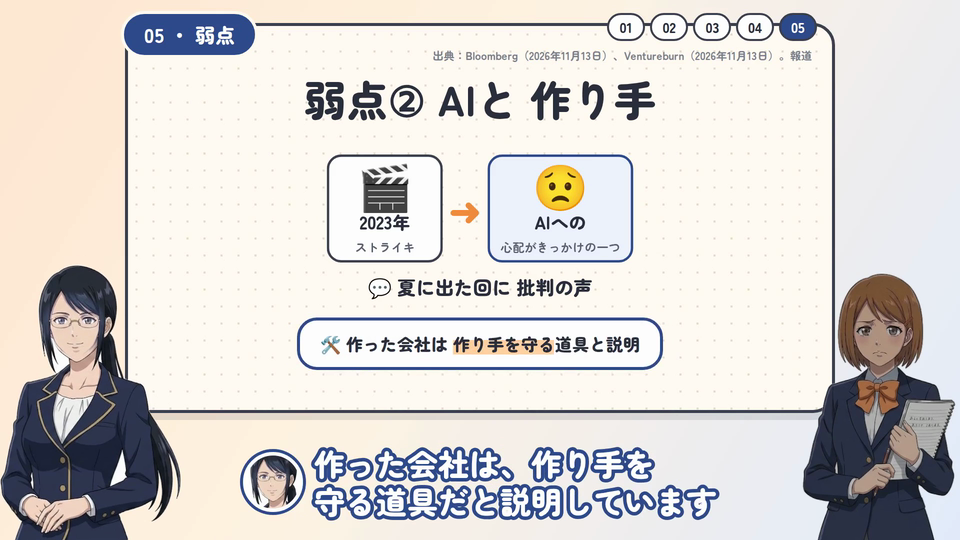 05 ・ 弱点
01 02 03 04 05
出典：Bloomberg（2026年11月13日）、Ventureburn（2026年11月13日）。報道
弱点② AIと 作り手
2023年
ストライキ
AIへの
心配がきっかけの一つ
夏に出た回に 批判の声
作った会社は 作り手を守る道具と説明
作った会社は、作り手を
守る道具だと説明しています